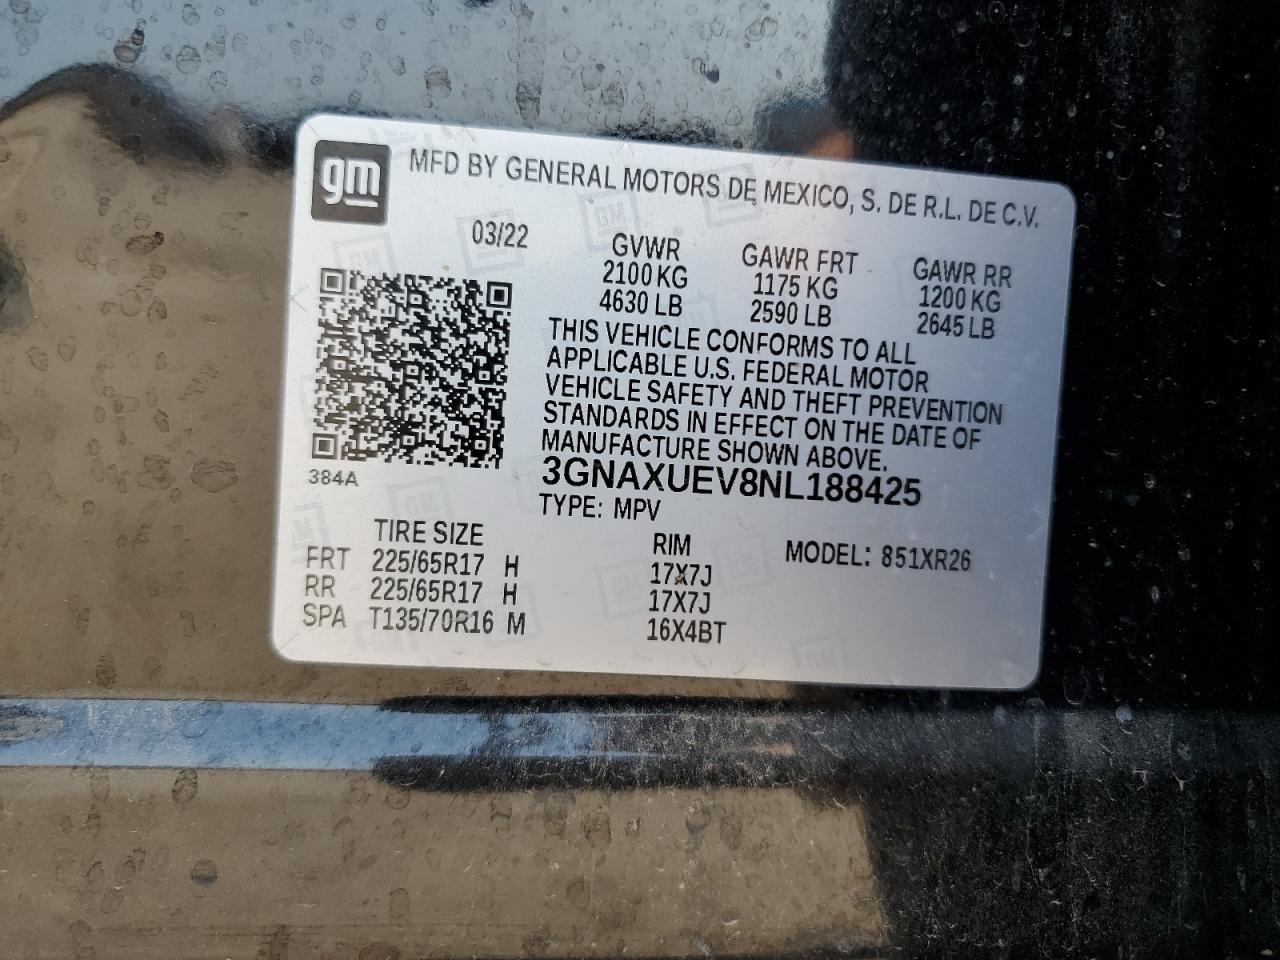 gm
MFD BY GENERAL MOTORS DE MEXICO, S. DE R.L. DE C.V.
03/22
GVWR GAWR FRT GAWR RR
2100 KG 1175 KG 1200 KG
4630 LB 2590 LB 2645 LB
THIS VEHICLE CONFORMS TO ALL
APPLICABLE U.S. FEDERAL MOTOR
VEHICLE SAFETY AND THEFT PREVENTION
STANDARDS IN EFFECT ON THE DATE OF
MANUFACTURE SHOWN ABOVE.
384A
3GNAXUEV8NL188425
TYPE: MPV
TIRE SIZE RIM MODEL: 851XR26
FRT 225/65R17 H 17X7J
RR 225/65R17 H 17X7J
SPA T135/70R16 M 16X4BT